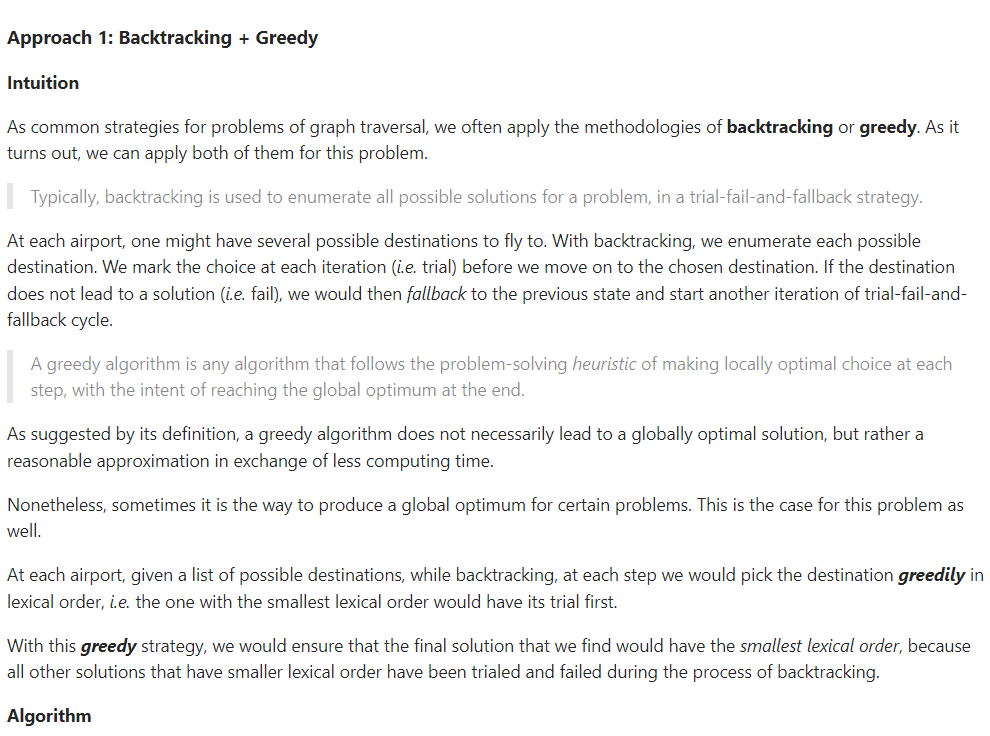 Approach 1: Backtracking + Greedy
Intuition
As common strategies for problems of graph traversal, we often apply the methodologies of backtracking or greedy. As it
turns out, we can apply both of them for this problem.
Typically, backtracking is used to enumerate all possible solutions for a problem, in a trial-fail-and-fallback strategy.
At each airport, one might have several possible destinations to fly to. With backtracking, we enumerate each possible
destination. We mark the choice at each iteration (i.e. trial) before we move on to the chosen destination. If the destination
does not lead to a solution (i.e. fail), we would then fallback to the previous state and start another iteration of trial-fail-and-
fallback cycle.
A greedy algorithm is any algorithm that follows the problem-solving heuristic of making locally optimal choice at each
step, with the intent of reaching the global optimum at the end.
As suggested by its definition, a greedy algorithm does not necessarily lead to a globally optimal solution, but rather a
reasonable approximation in exchange of less computing time.
Nonetheless, sometimes it is the way to produce a global optimum for certain problems. This is the case for this problem as
well.
At each airport, given a list of possible destinations, while backtracking, at each step we would pick the destination greedily in
lexical order, i.e. the one with the smallest lexical order would have its trial first.
With this greedy strategy, we would ensure that the final solution that we find would have the smallest lexical order, because
all other solutions that have smaller lexical order have been trialed and failed during the process of backtracking.
Algorithm